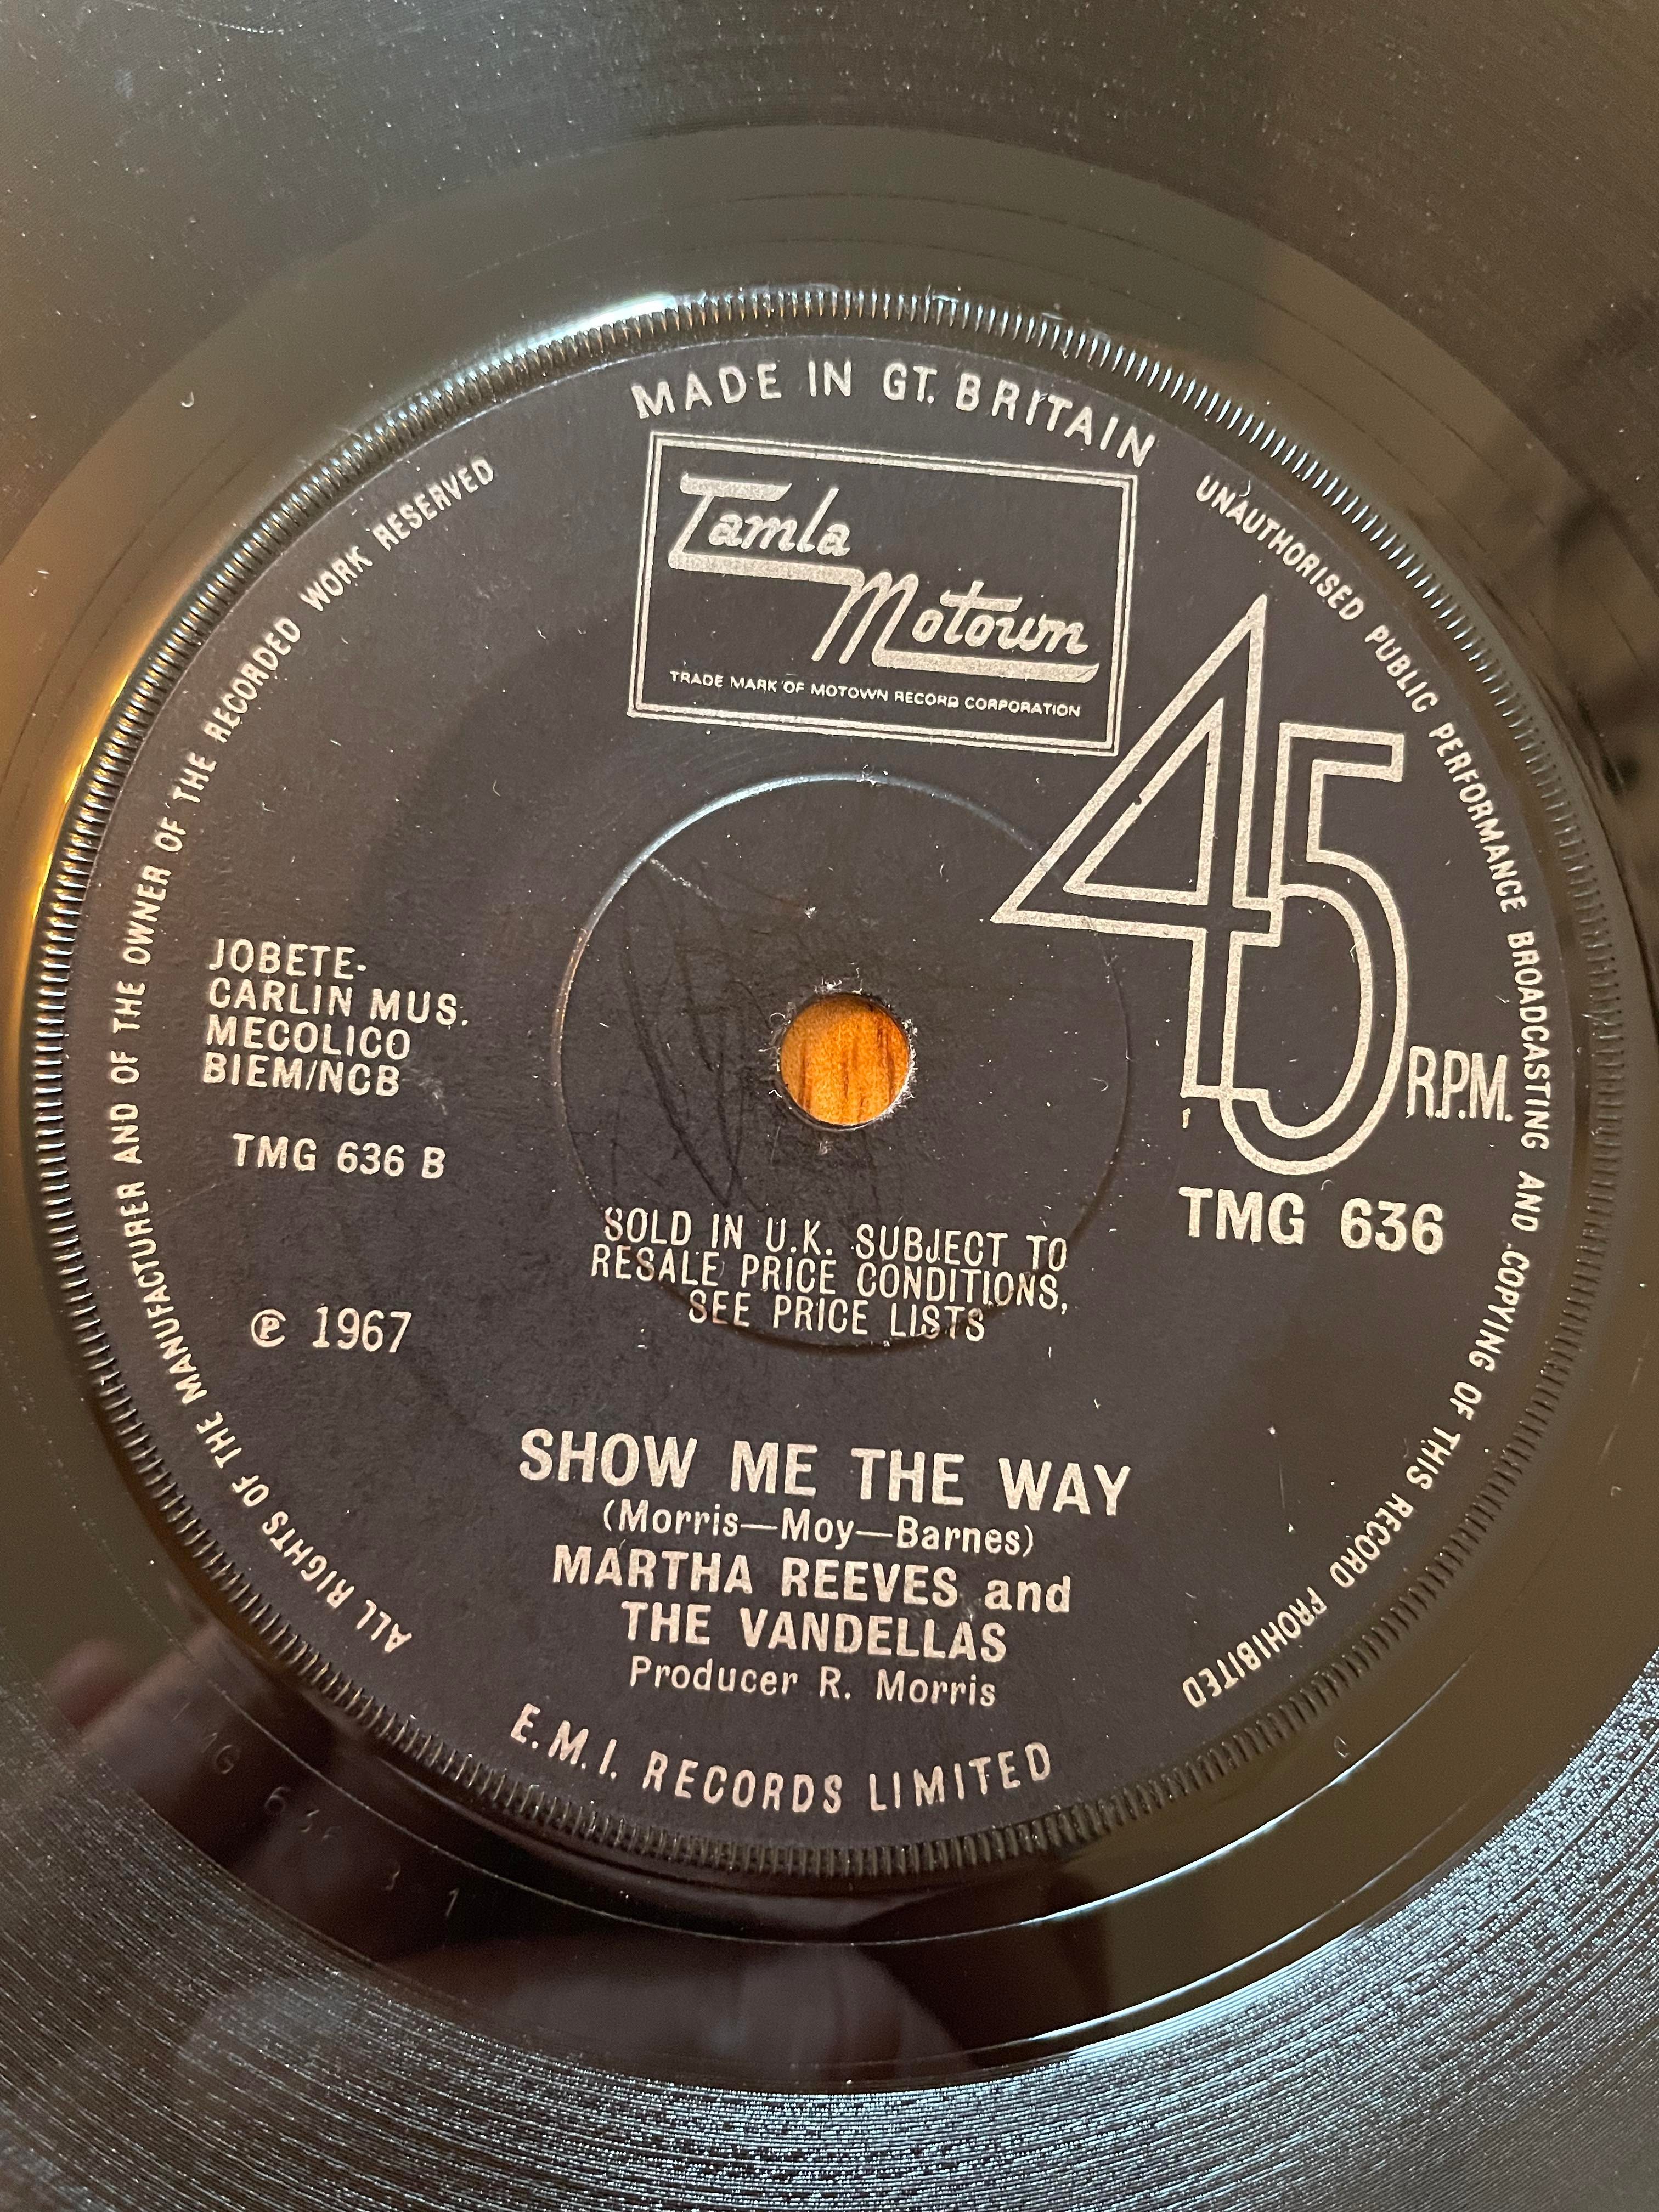 MADE IN GT. BRITAIN
Tamla
Motown
TRADE MARK OF MOTOWN RECORD CORPORATION
UNAUTHORISED PUBLIC PERFORMANCE BROADCASTING AND COPYING OF THIS RECORD PROHIBITED
ALL RIGHTS OF THE MANUFACTURER AND OF THE OWNER OF THE RECORDED WORK RESERVED
45 R.P.M.
JOBETE-
CARLIN MUS.
MECOLICO
BIEM/NCB
TMG 636 B
TMG 636
SOLD IN U.K. SUBJECT TO
RESALE PRICE CONDITIONS,
SEE PRICE LISTS
℗ 1967
SHOW ME THE WAY
(Morris—Moy—Barnes)
MARTHA REEVES and
THE VANDELLAS
Producer R. Morris
E.M.I. RECORDS LIMITED